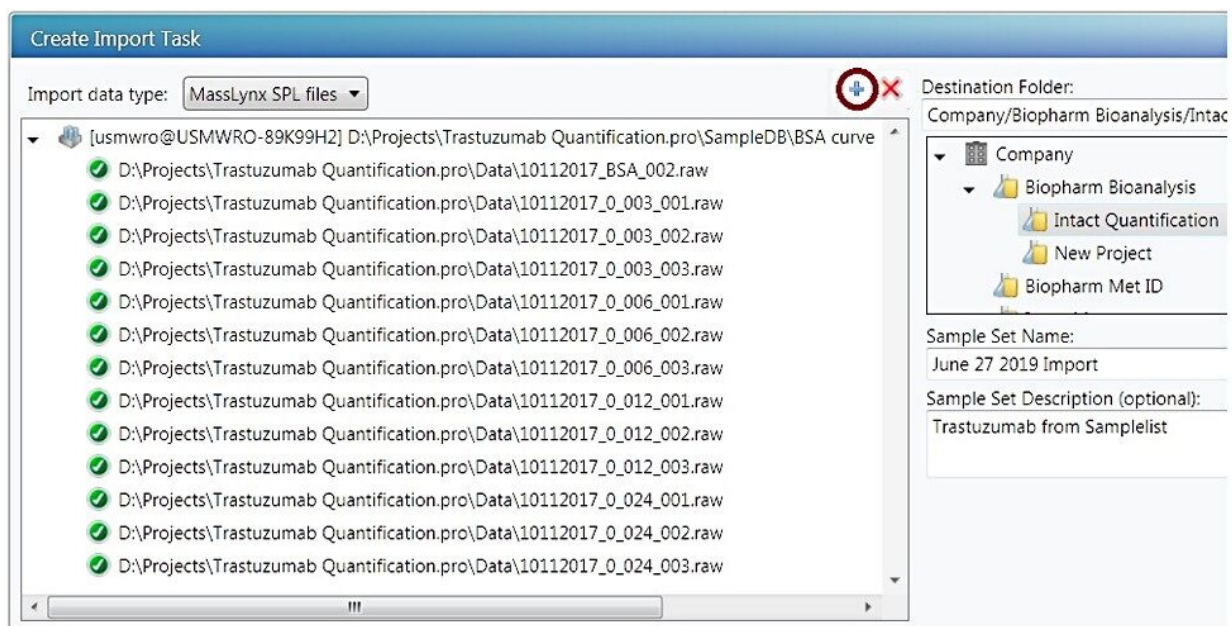 Create Import Task
Import data type: MassLynx SPL files
[usmwro@USMWRO-89K99H2] D:\Projects\Trastuzumab Quantification.pro\SampleDB\BSA curve
D:\Projects\Trastuzumab Quantification.pro\Data\10112017_BSA_002.raw
D:\Projects\Trastuzumab Quantification.pro\Data\10112017_0_003_001.raw
D:\Projects\Trastuzumab Quantification.pro\Data\10112017_0_003_002.raw
D:\Projects\Trastuzumab Quantification.pro\Data\10112017_0_003_003.raw
D:\Projects\Trastuzumab Quantification.pro\Data\10112017_0_006_001.raw
D:\Projects\Trastuzumab Quantification.pro\Data\10112017_0_006_002.raw
D:\Projects\Trastuzumab Quantification.pro\Data\10112017_0_006_003.raw
D:\Projects\Trastuzumab Quantification.pro\Data\10112017_0_012_001.raw
D:\Projects\Trastuzumab Quantification.pro\Data\10112017_0_012_002.raw
D:\Projects\Trastuzumab Quantification.pro\Data\10112017_0_012_003.raw
D:\Projects\Trastuzumab Quantification.pro\Data\10112017_0_024_001.raw
D:\Projects\Trastuzumab Quantification.pro\Data\10112017_0_024_002.raw
D:\Projects\Trastuzumab Quantification.pro\Data\10112017_0_024_003.raw
Destination Folder:
Company/Biopharm Bioanalysis/Intac
Company
Biopharm Bioanalysis
Intact Quantification
New Project
Biopharm Met ID
Sample Set Name:
June 27 2019 Import
Sample Set Description (optional):
Trastuzumab from Samplelist